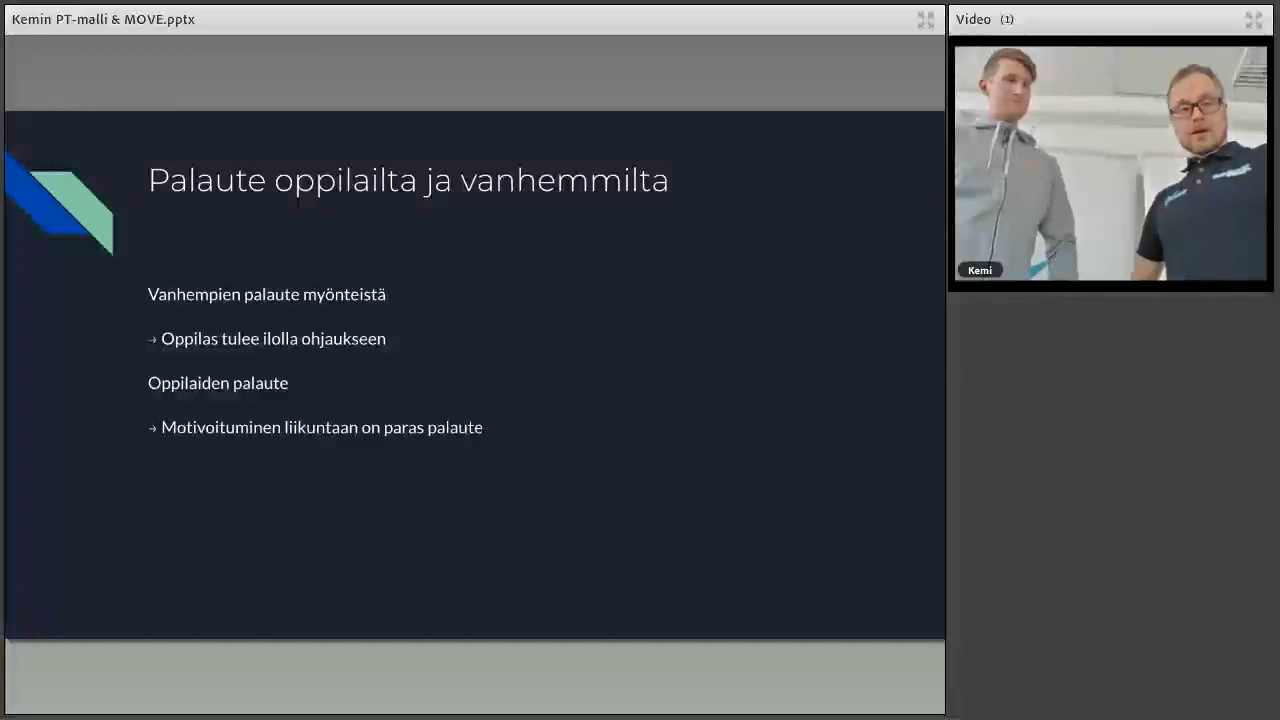 Kemin PT-malli & MOVE.pptx
Video (1)
Palaute oppilailta ja vanhemmilta
Vanhempien palaute myönteistä
→ Oppilas tulee ilolla ohjaukseen
Oppilaiden palaute
→ Motivoituminen liikuntaan on paras palaute
Kemi